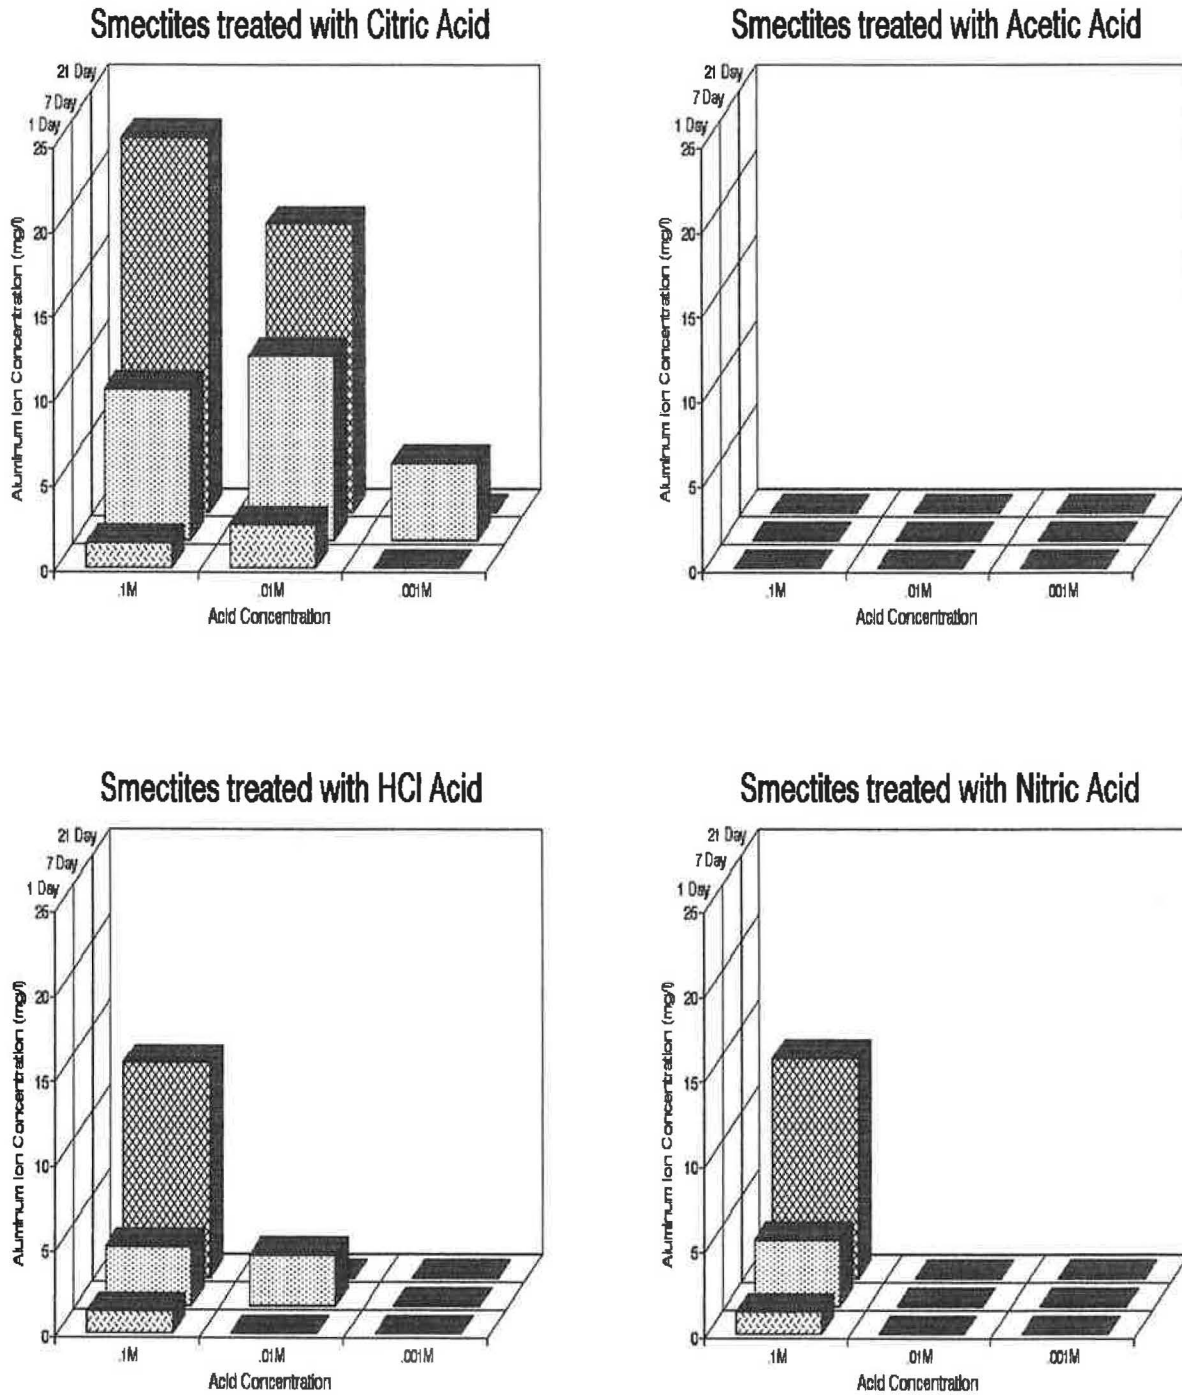 Smectites treated with Citric Acid
21 Day
7 Day
1 Day
25
20
15
10
5
0
Aluminum Ion Concentration (mg/l)
.1M
.01M
.001M
Acid Concentration
Smectites treated with Acetic Acid
21 Day
7 Day
1 Day
25
20
15
10
5
0
Aluminum Ion Concentration (mg/l)
.1M
.01M
.001M
Acid Concentration
Smectites treated with HCl Acid
21 Day
7 Day
1 Day
25
20
15
10
5
0
Aluminum Ion Concentration (mg/l)
.1M
.01M
.001M
Acid Concentration
Smectites treated with Nitric Acid
21 Day
7 Day
1 Day
25
20
15
10
5
0
Aluminum Ion Concentration (mg/l)
.1M
.01M
.001M
Acid Concentration